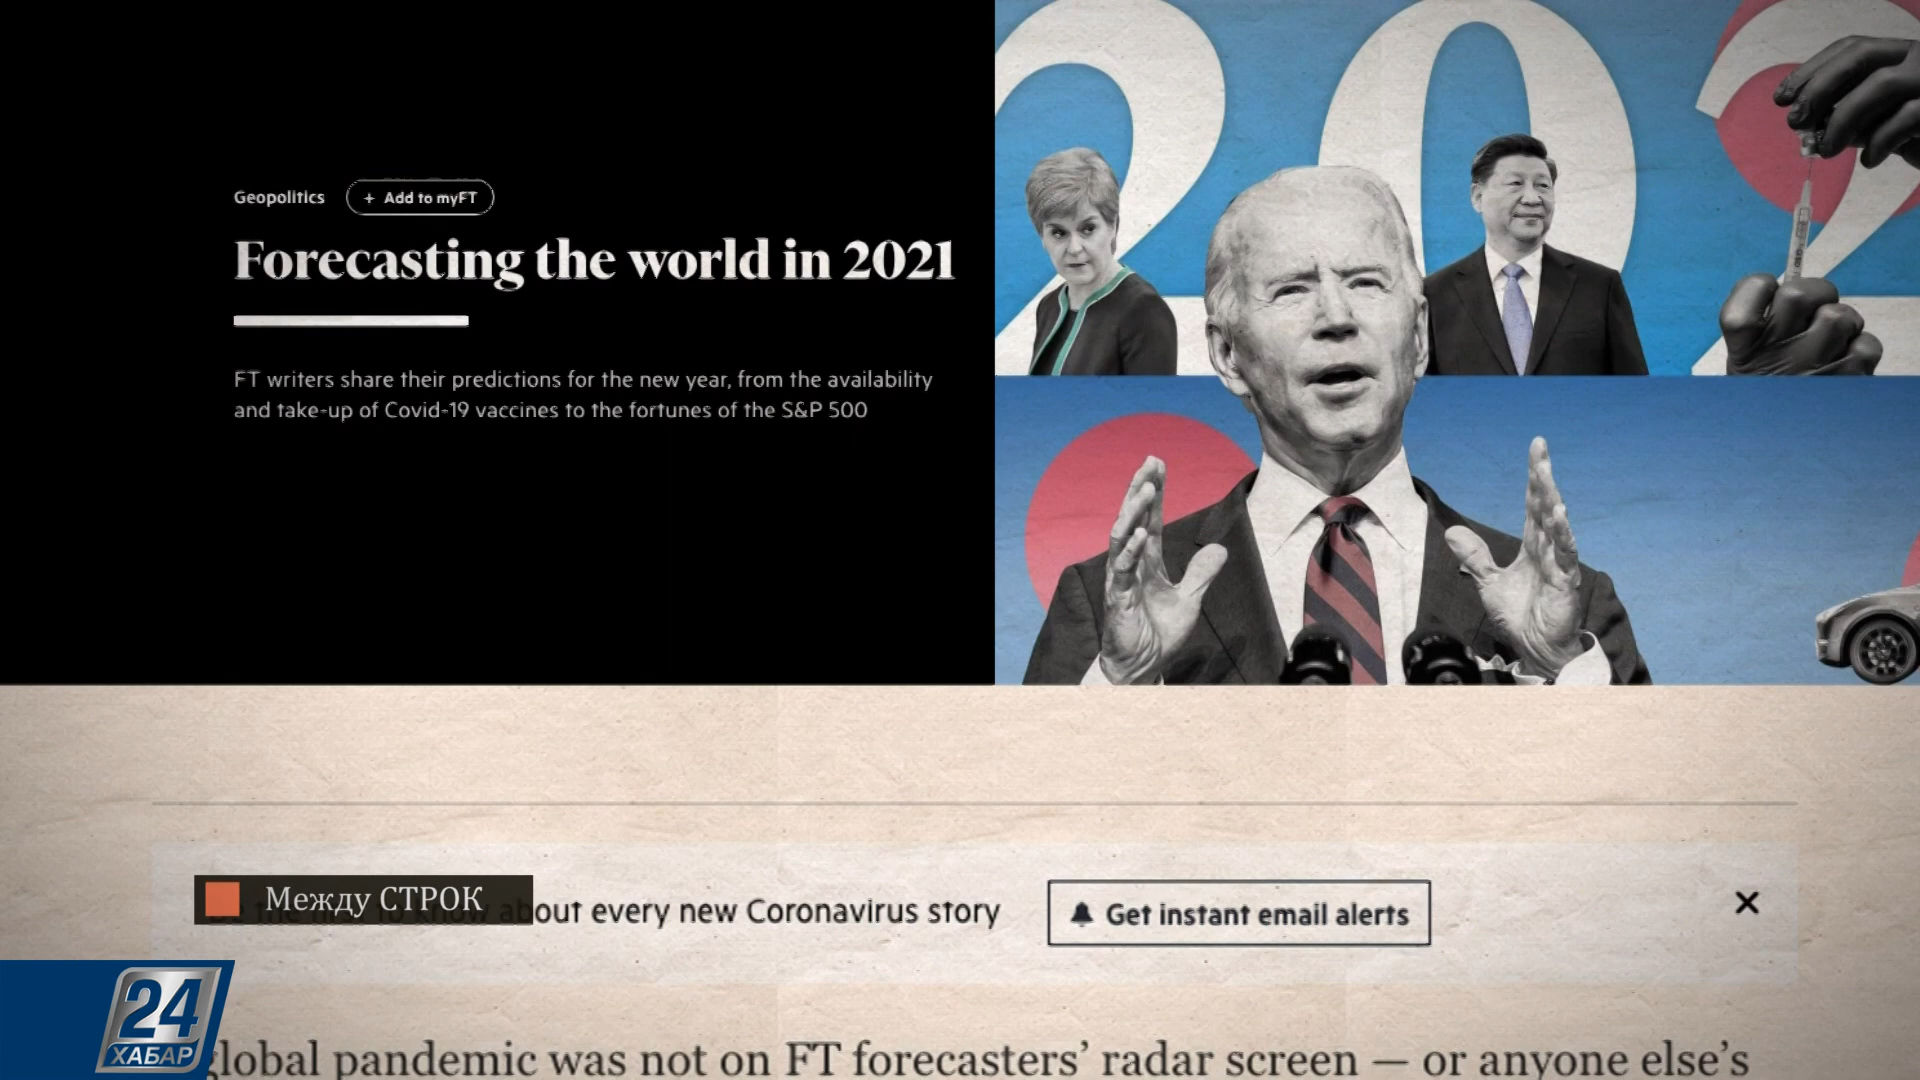 202
Geopolitics + Add to myFT
Forecasting the world in 2021
FT writers share their predictions for the new year, from the availability
and take-up of Covid-19 vaccines to the fortunes of the S&P 500
Между СТРОК
about every new Coronavirus story
Get instant email alerts
24
ХАБАР
global pandemic was not on FT forecasters’ radar screen — or anyone else’s